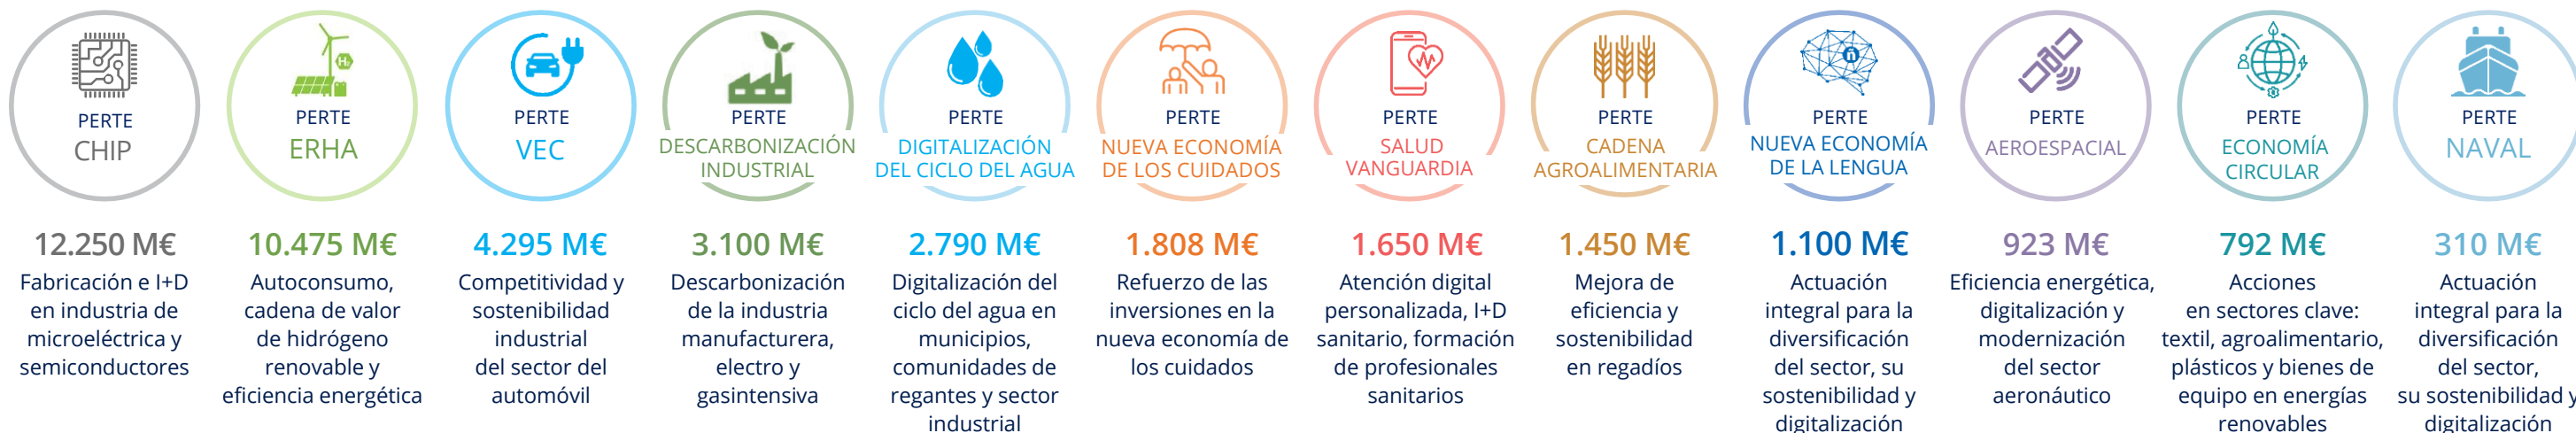 PERTE
CHIP
12.250 M€
Fabricación e I+D
en industria de
microeléctrica y
semiconductores
PERTE
ERHA
10.475 M€
Autoconsumo,
cadena de valor
de hidrógeno
renovable y
eficiencia energética
H₂
PERTE
VEC
4.295 M€
Competitividad y
sostenibilidad
industrial
del sector del
automóvil
PERTE
DESCARBONIZACIÓN
INDUSTRIAL
3.100 M€
Descarbonización
de la industria
manufacturera,
electro y
gasintensiva
PERTE
DIGITALIZACIÓN
DEL CICLO DEL AGUA
2.790 M€
Digitalización del
ciclo del agua en
municipios,
comunidades de
regantes y sector
industrial
PERTE
NUEVA ECONOMÍA
DE LOS CUIDADOS
1.808 M€
Refuerzo de las
inversiones en la
nueva economía de
los cuidados
PERTE
SALUD
VANGUARDIA
1.650 M€
Atención digital
personalizada, I+D
sanitario, formación
de profesionales
sanitarios
PERTE
CADENA
AGROALIMENTARIA
1.450 M€
Mejora de
eficiencia y
sostenibilidad
en regadíos
ñ
PERTE
NUEVA ECONOMÍA
DE LA LENGUA
1.100 M€
Actuación
integral para la
diversificación
del sector, su
sostenibilidad y
digitalización
PERTE
AEROESPACIAL
923 M€
Eficiencia energética,
digitalización y
modernización
del sector
aeronáutico
PERTE
ECONOMÍA
CIRCULAR
792 M€
Acciones
en sectores clave:
textil, agroalimentario,
plásticos y bienes de
equipo en energías
renovables
PERTE
NAVAL
310 M€
Actuación
integral para la
diversificación
del sector,
su sostenibilidad y
digitalización